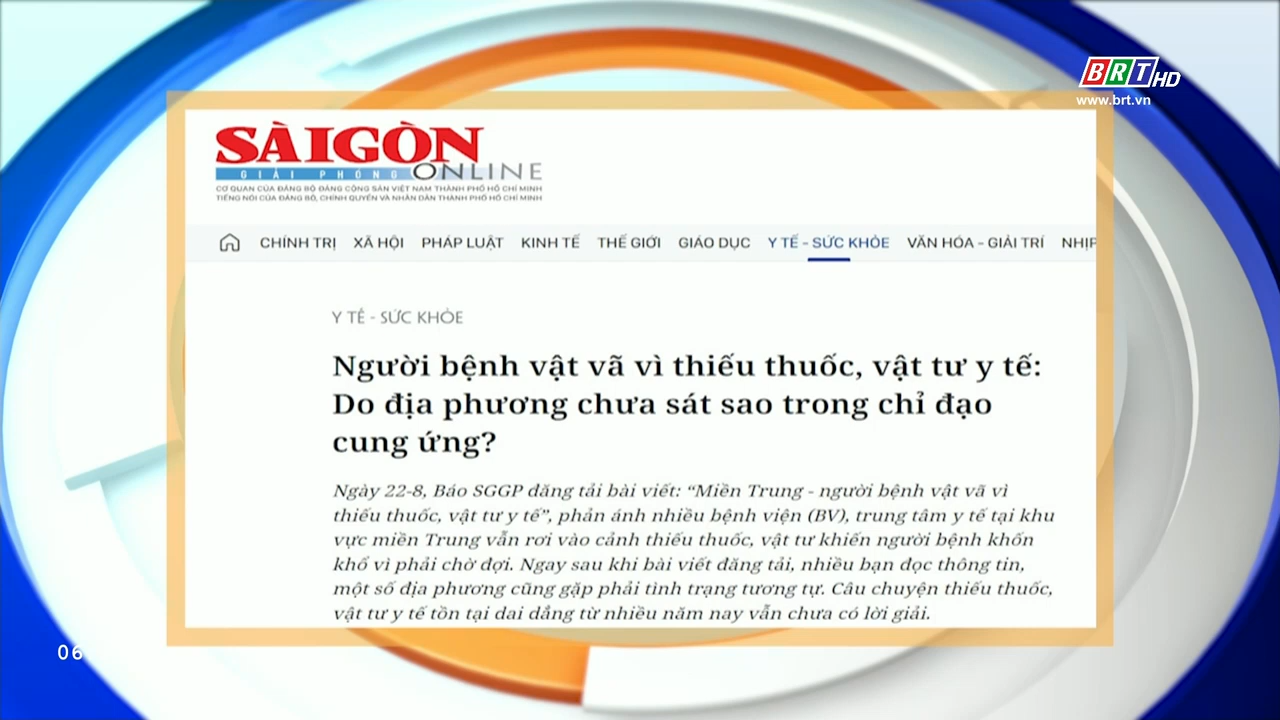 BRT HD
www.brt.vn
SÀI GÒN
GIẢI PHÓNG ONLINE
CƠ QUAN CỦA ĐẢNG BỘ ĐẢNG CỘNG SẢN VIỆT NAM THÀNH PHỐ HỒ CHÍ MINH
TIẾNG NÓI CỦA ĐẢNG BỘ, CHÍNH QUYỀN VÀ NHÂN DÂN THÀNH PHỐ HỒ CHÍ MINH
CHÍNH TRỊ XÃ HỘI PHÁP LUẬT KINH TẾ THẾ GIỚI GIÁO DỤC Y TẾ - SỨC KHỎE VĂN HÓA - GIẢI TRÍ NHỊP
Y TẾ - SỨC KHỎE
Người bệnh vật vã vì thiếu thuốc, vật tư y tế:
Do địa phương chưa sát sao trong chỉ đạo
cung ứng?
Ngày 22-8, Báo SGGP đăng tải bài viết: “Miền Trung - người bệnh vật vã vì
thiếu thuốc, vật tư y tế”, phản ánh nhiều bệnh viện (BV), trung tâm y tế tại khu
vực miền Trung vẫn rơi vào cảnh thiếu thuốc, vật tư khiến người bệnh khốn
khổ vì phải chờ đợi. Ngay sau khi bài viết đăng tải, nhiều bạn đọc thông tin,
một số địa phương cũng gặp phải tình trạng tương tự. Câu chuyện thiếu thuốc,
vật tư y tế tồn tại dai dẳng từ nhiều năm nay vẫn chưa có lời giải.
06